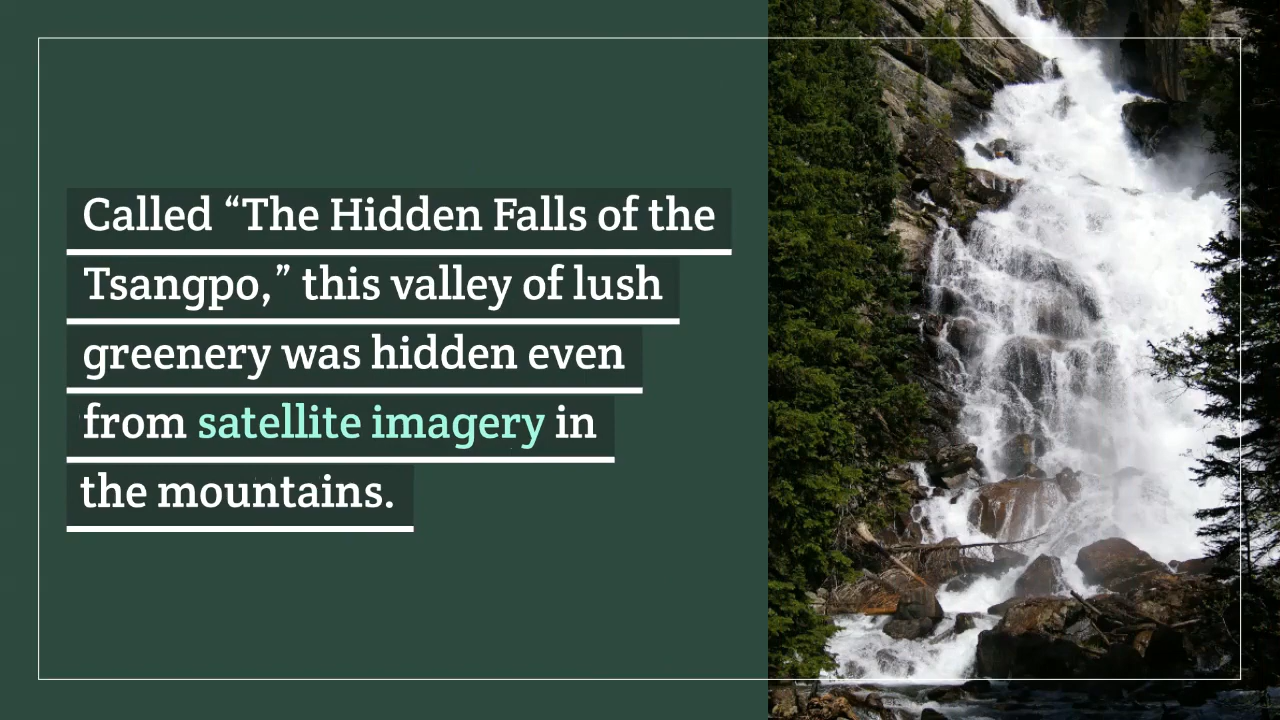 Called “The Hidden Falls of the
Tsangpo,” this valley of lush
greenery was hidden even
from satellite imagery in
the mountains.